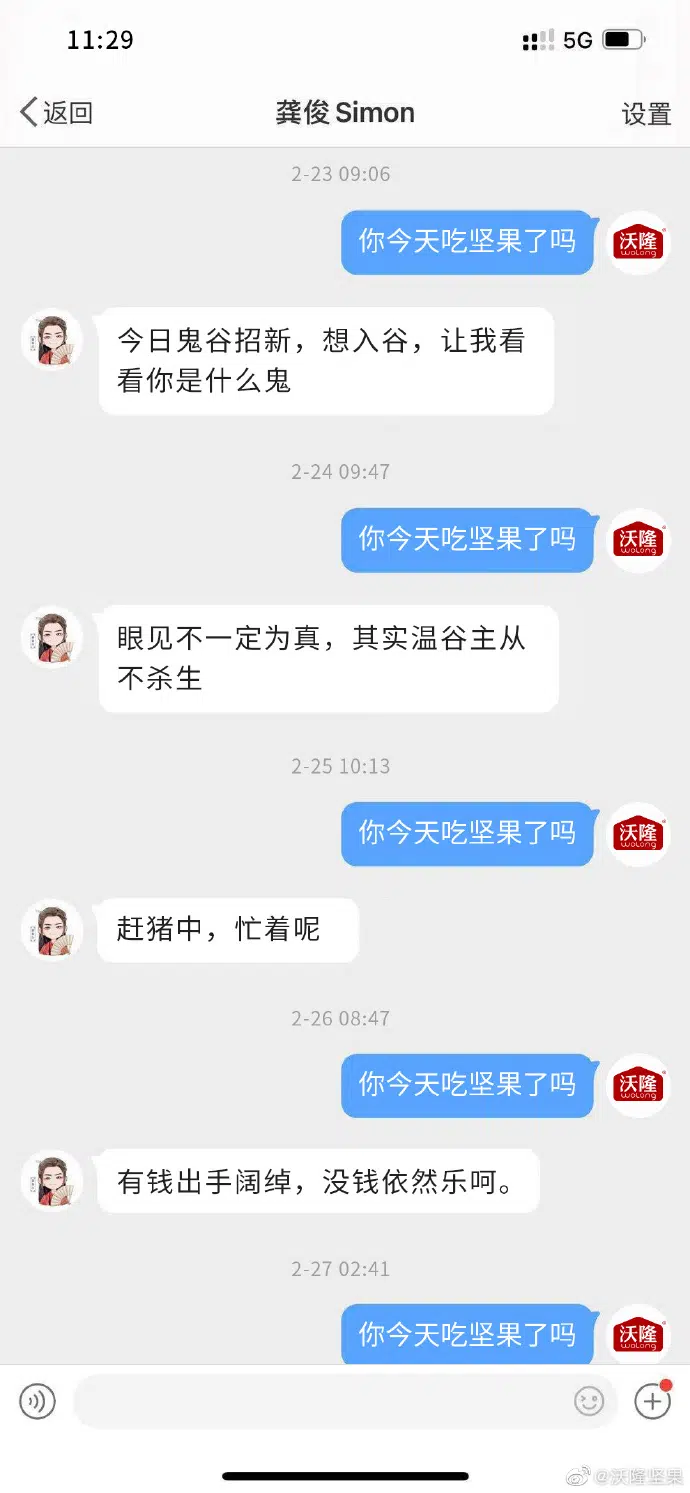 11:29
5G
返回
龚俊Simon
设置
2-23 09:06
你今天吃坚果了吗
沃隆
wolong
今日鬼谷招新，想入谷，让我看
看你是什么鬼
2-24 09:47
你今天吃坚果了吗
沃隆
wolong
眼见不一定为真，其实温谷主从
不杀生
2-25 10:13
你今天吃坚果了吗
沃隆
wolong
赶猪中，忙着呢
2-26 08:47
你今天吃坚果了吗
沃隆
wolong
有钱出手阔绰，没钱依然乐呵。
2-27 02:41
你今天吃坚果了吗
沃隆
wolong
@沃隆坚果